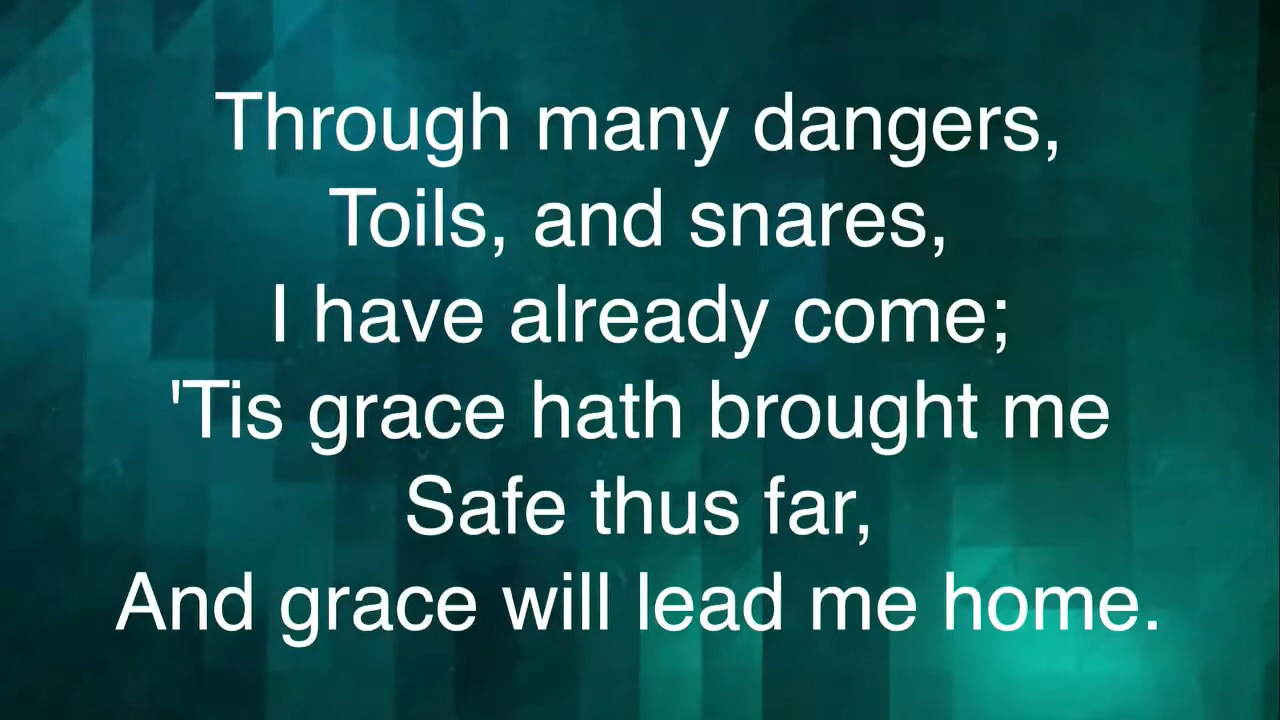 Through many dangers,
Toils, and snares,
I have already come;
'Tis grace hath brought me
Safe thus far,
And grace will lead me home.